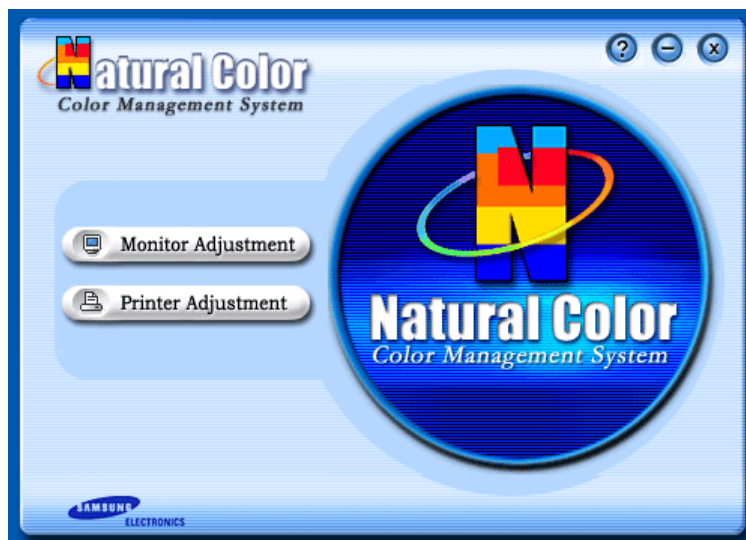 Natural Color
Color Management System
? - x
Monitor Adjustment
Printer Adjustment
Natural Color
Color Management System
SAMSUNG
ELECTRONICS